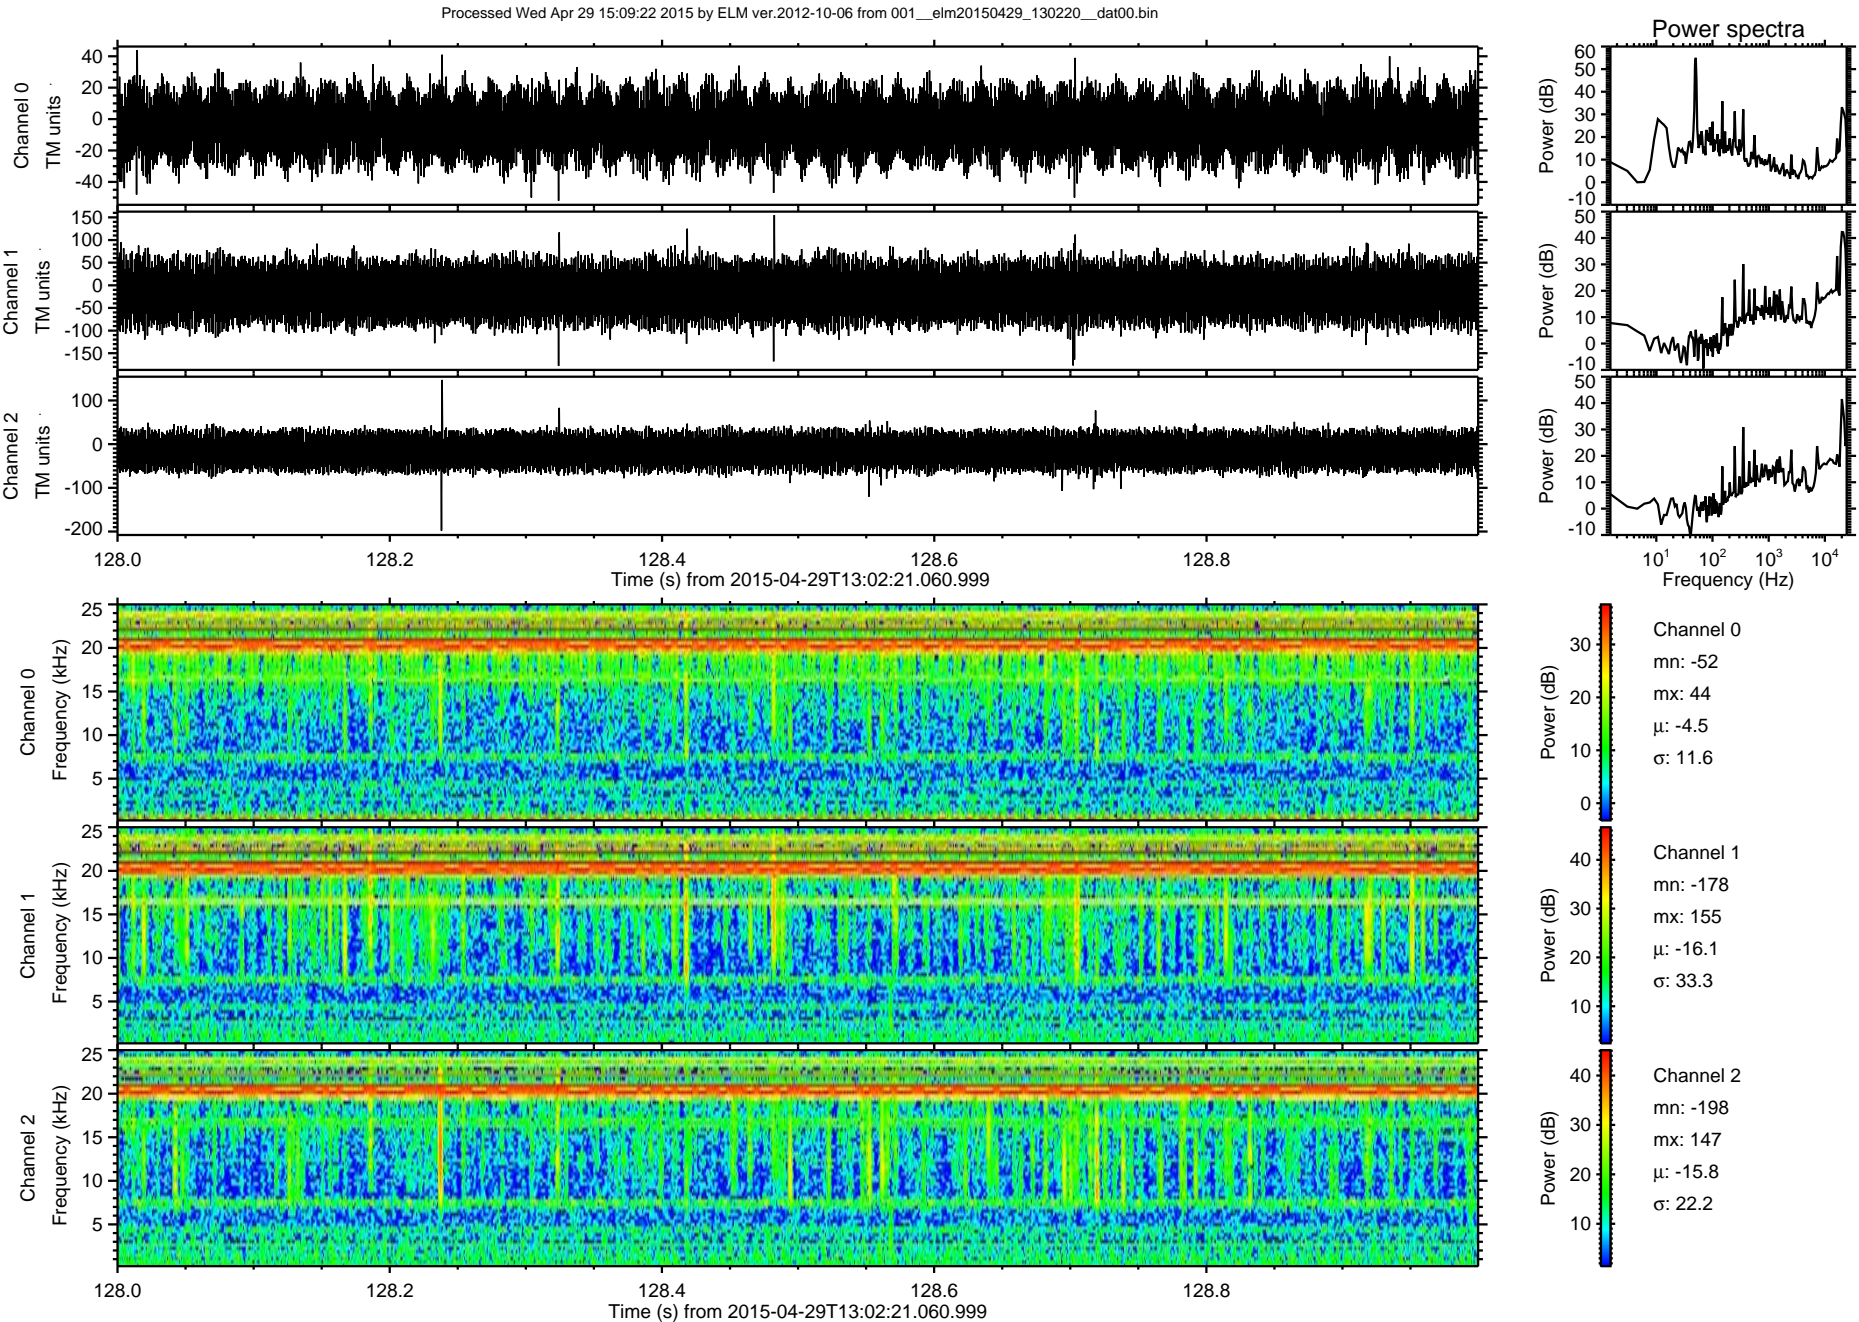 Processed Wed Apr 29 15:09:22 2015 by ELM ver.2012-10-06 from 001__elm20150429_130220__dat00.bin
Power spectra
Channel 0
TM units
40
20
0
-20
-40
Power (dB)
60
50
40
30
20
10
0
-10
Channel 1
TM units
150
100
50
0
-50
-100
-150
Power (dB)
50
40
30
20
10
0
-10
Channel 2
TM units
100
0
-100
-200
Power (dB)
50
40
30
20
10
0
-10
128.0 128.2 128.4 128.6 128.8
Time (s) from 2015-04-29T13:02:21.060.999
10¹ 10² 10³ 10⁴
Frequency (Hz)
Channel 0
Frequency (kHz)
25
20
15
10
5
Power (dB)
30
20
10
0
Channel 0
mn: -52
mx: 44
μ: -4.5
σ: 11.6
Channel 1
Frequency (kHz)
25
20
15
10
5
Power (dB)
40
30
20
10
Channel 1
mn: -178
mx: 155
μ: -16.1
σ: 33.3
Channel 2
Frequency (kHz)
25
20
15
10
5
Power (dB)
40
30
20
10
Channel 2
mn: -198
mx: 147
μ: -15.8
σ: 22.2
128.0 128.2 128.4 128.6 128.8
Time (s) from 2015-04-29T13:02:21.060.999